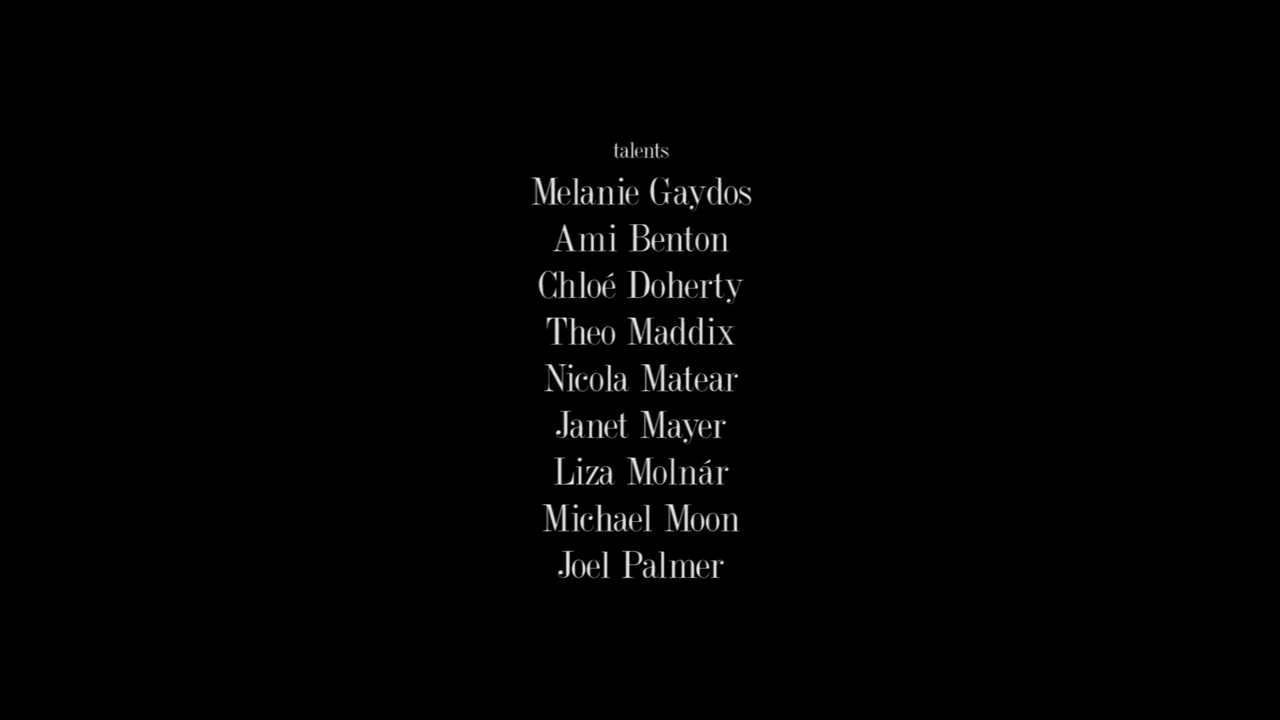 talents
Melanie Gaydos
Ami Benton
Chloé Doherty
Theo Maddix
Nicola Matear
Janet Mayer
Liza Molnár
Michael Moon
Joel Palmer